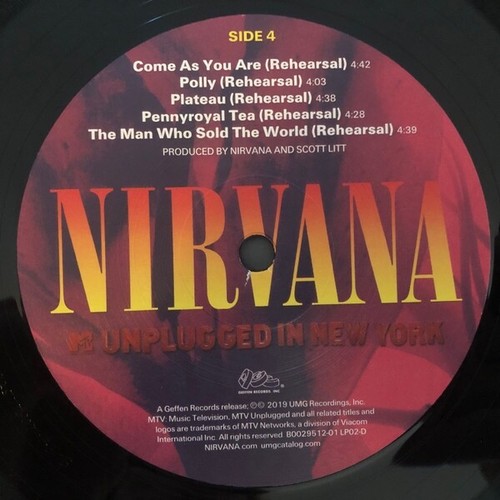 SIDE 4
Come As You Are (Rehearsal) 4:42
Polly (Rehearsal) 4:03
Plateau (Rehearsal) 4:38
Pennyroyal Tea (Rehearsal) 4:28
The Man Who Sold The World (Rehearsal) 4:39
PRODUCED BY NIRVANA AND SCOTT LITT
NIRVANA
MTV UNPLUGGED IN NEW YORK
GEFFEN RECORDS, INC
A Geffen Records release; ℗© 2019 UMG Recordings, Inc.
MTV: Music Television, MTV Unplugged and all related titles and
logos are trademarks of MTV Networks, a division of Viacom
International Inc. All rights reserved B0029512-01 LP02-D
NIRVANA.com umgcatalog.com